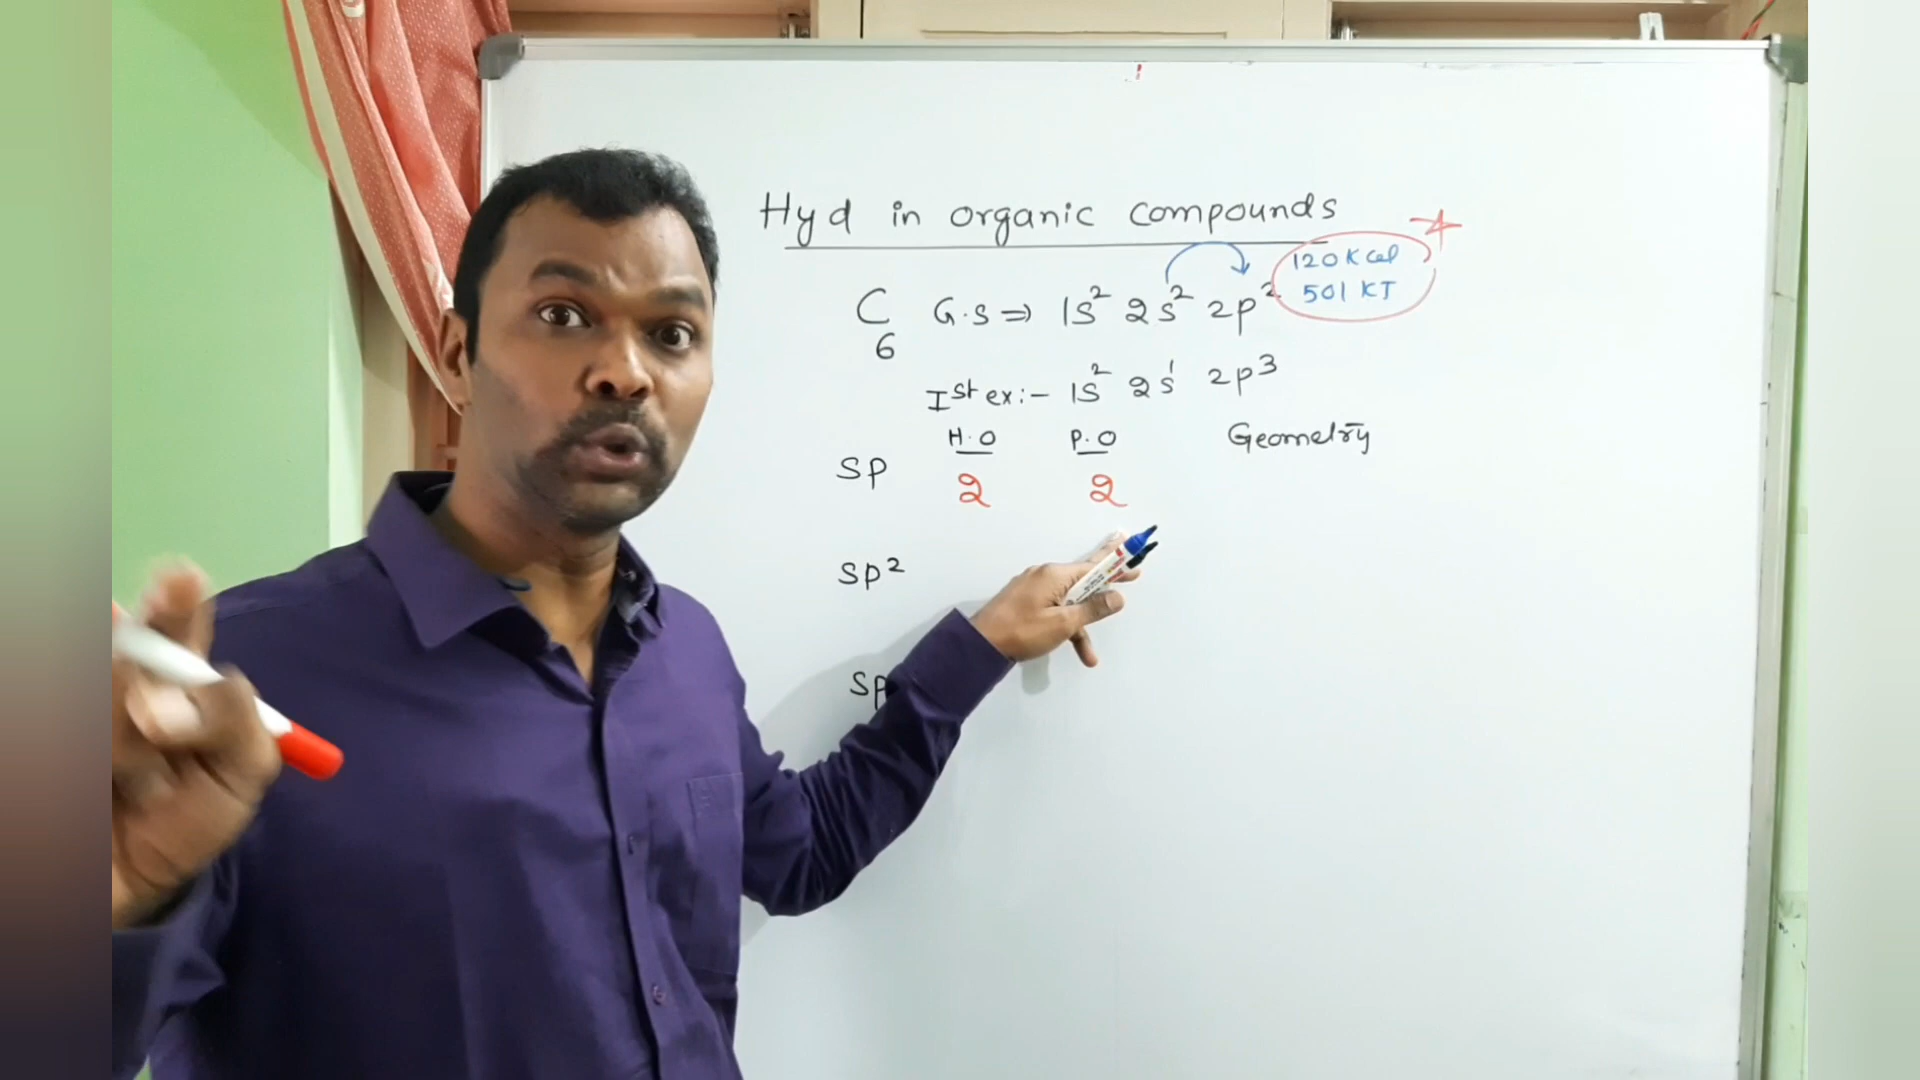 Hyd in organic compounds
120 K Cal
501 KJ
C G.S ⇒ 1s² 2s² 2p²
6
Ist ex:- 1s² 2s¹ 2p³
H.O P.O Geometry
sp 2 2
sp²
sp